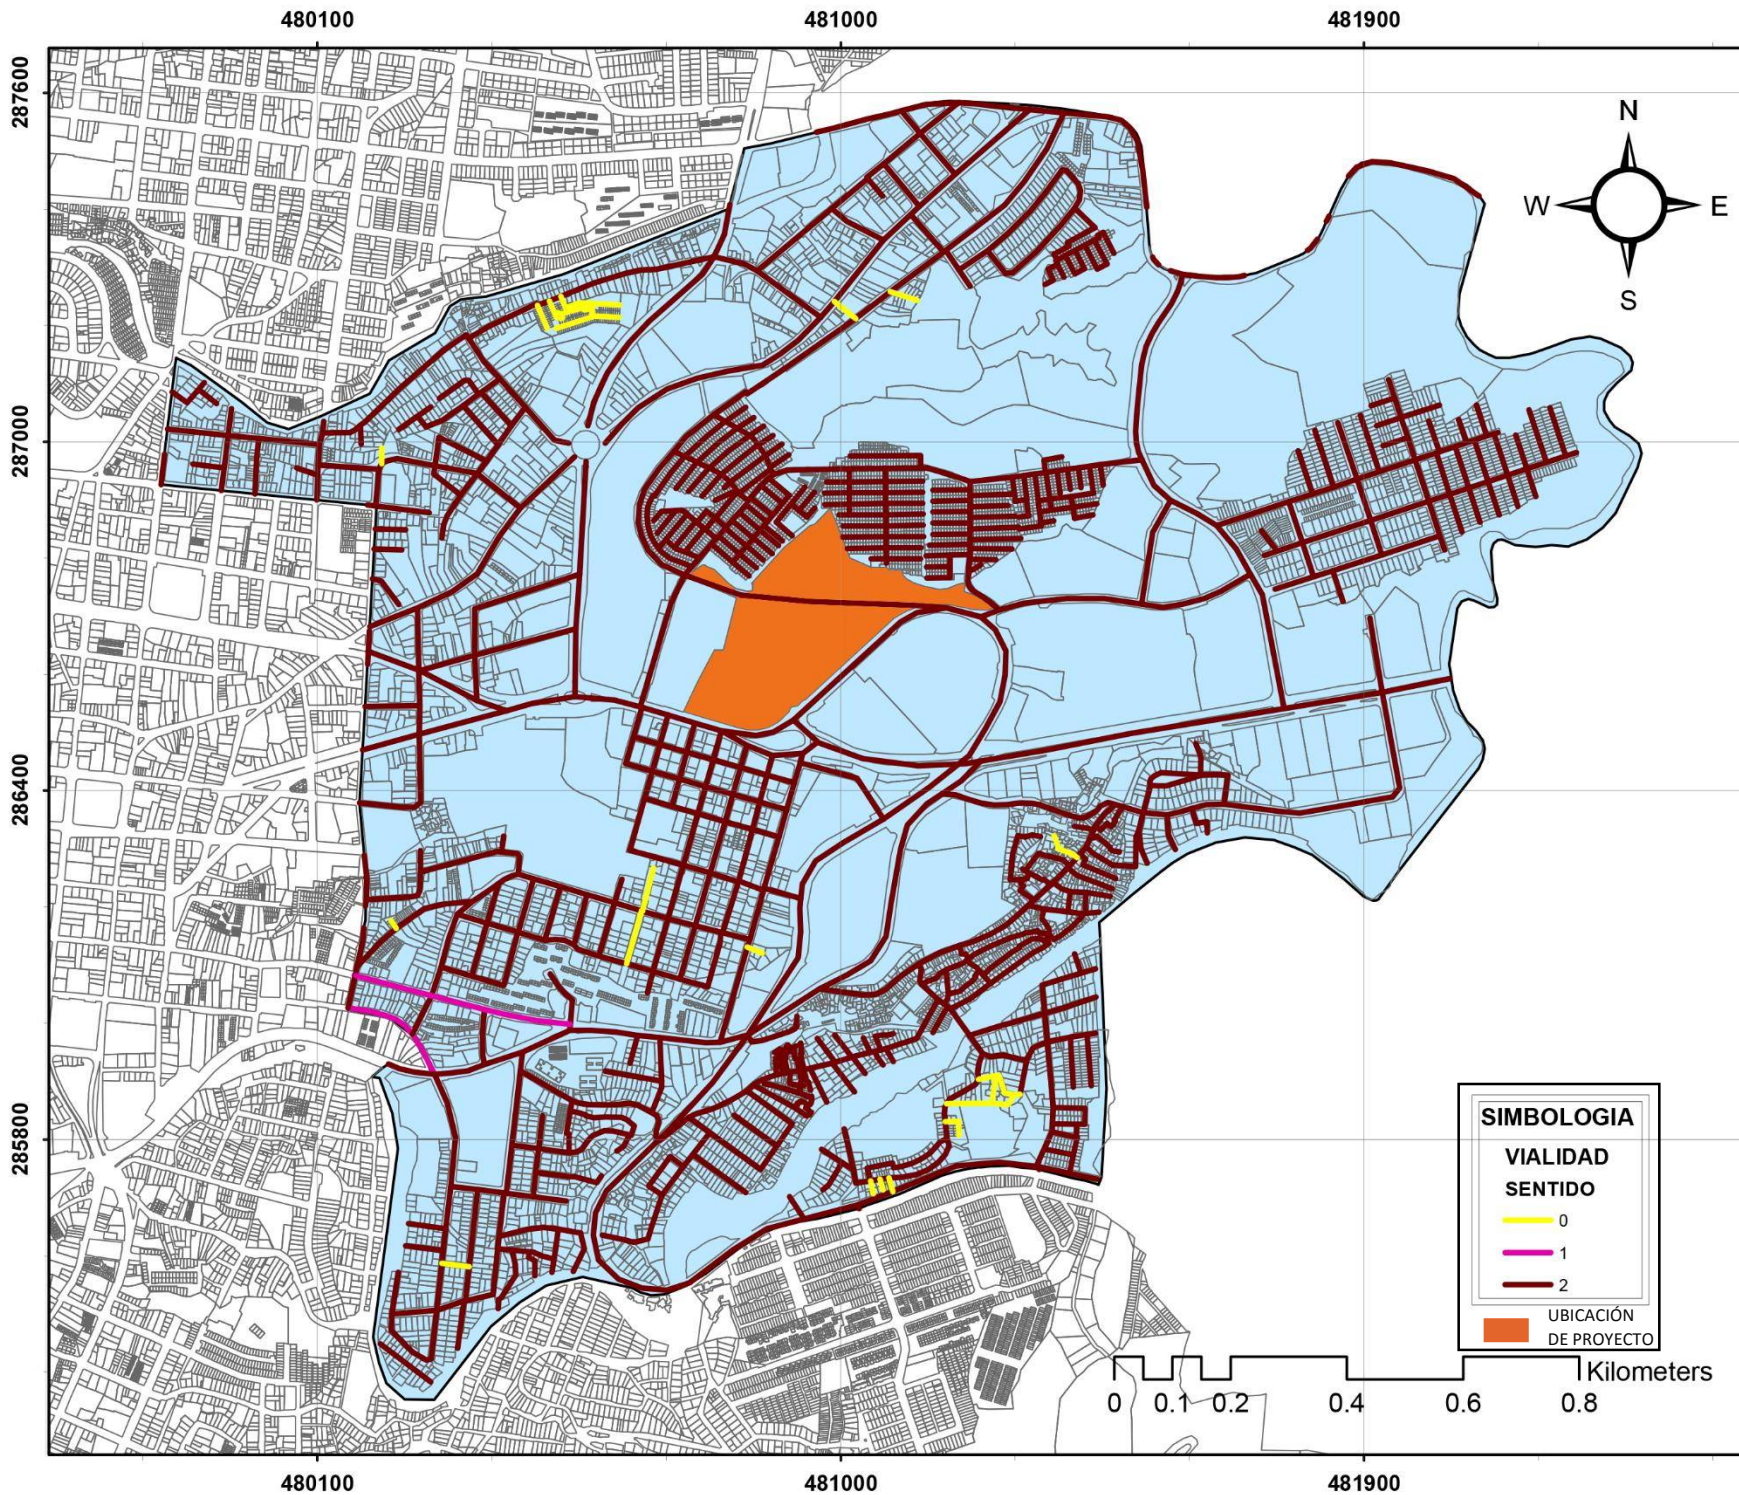 480100 481000 481900
287600
287000
286400
285800
N
W E
S
SIMBOLOGIA
VIALIDAD
SENTIDO
0
1
2
UBICACIÓN
DE PROYECTO
Kilometers
0 0.1 0.2 0.4 0.6 0.8
480100 481000 481900